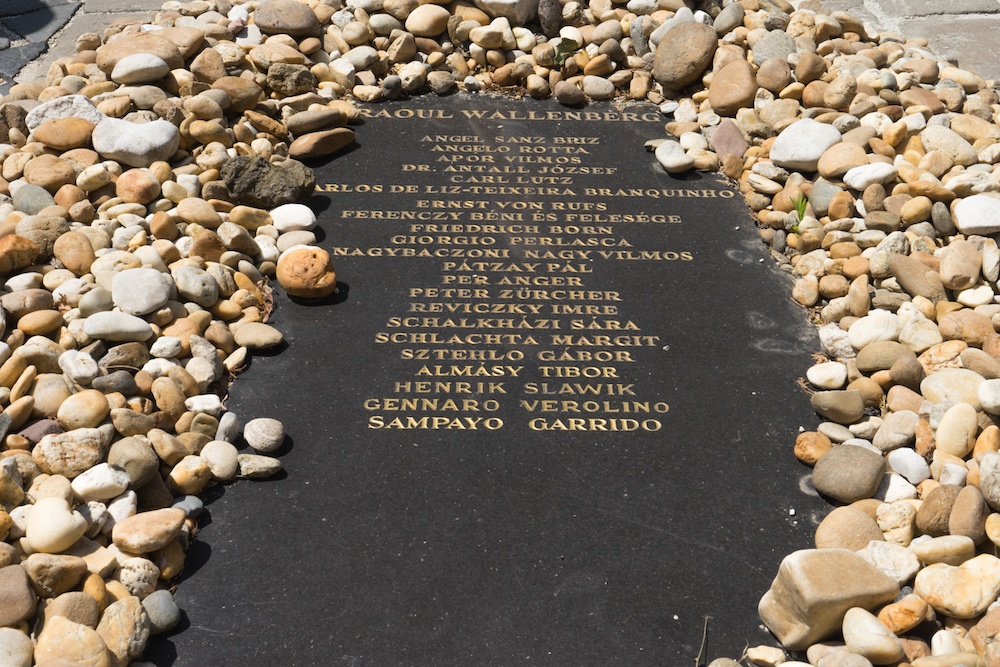 RAOUL WALLENBERG
ANGEL SANZ BRIZ
ANGELO ROTTA
APOR VILMOS
DR. ANTALL JÓZSEF
CARL LUTZ
ARLOS DE LIZ-TEIXEIRA BRANQUINHO
ERNST VON RUFS
FERENCZY BÉNI ÉS FELESÉGE
FRIEDRICH BORN
GIORGIO PERLASCA
NAGYBACZONI NAGY VILMOS
PÁTZAY PÁL
PER ANGER
PETER ZÜRCHER
REVICZKY IMRE
SCHALKHÁZI SÁRA
SCHLACHTA MARGIT
SZTEHLO GÁBOR
ALMÁSY TIBOR
HENRIK SLAWIK
GENNARO VEROLINO
SAMPAYO GARRIDO